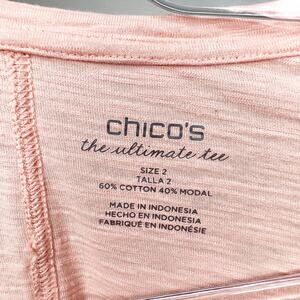 chico's
the ultimate tee
SIZE 2
TALLA 2
60% COTTON 40% MODAL
MADE IN INDONESIA
HECHO EN INDONESIA
FABRIQUÉ EN INDONÉSIE